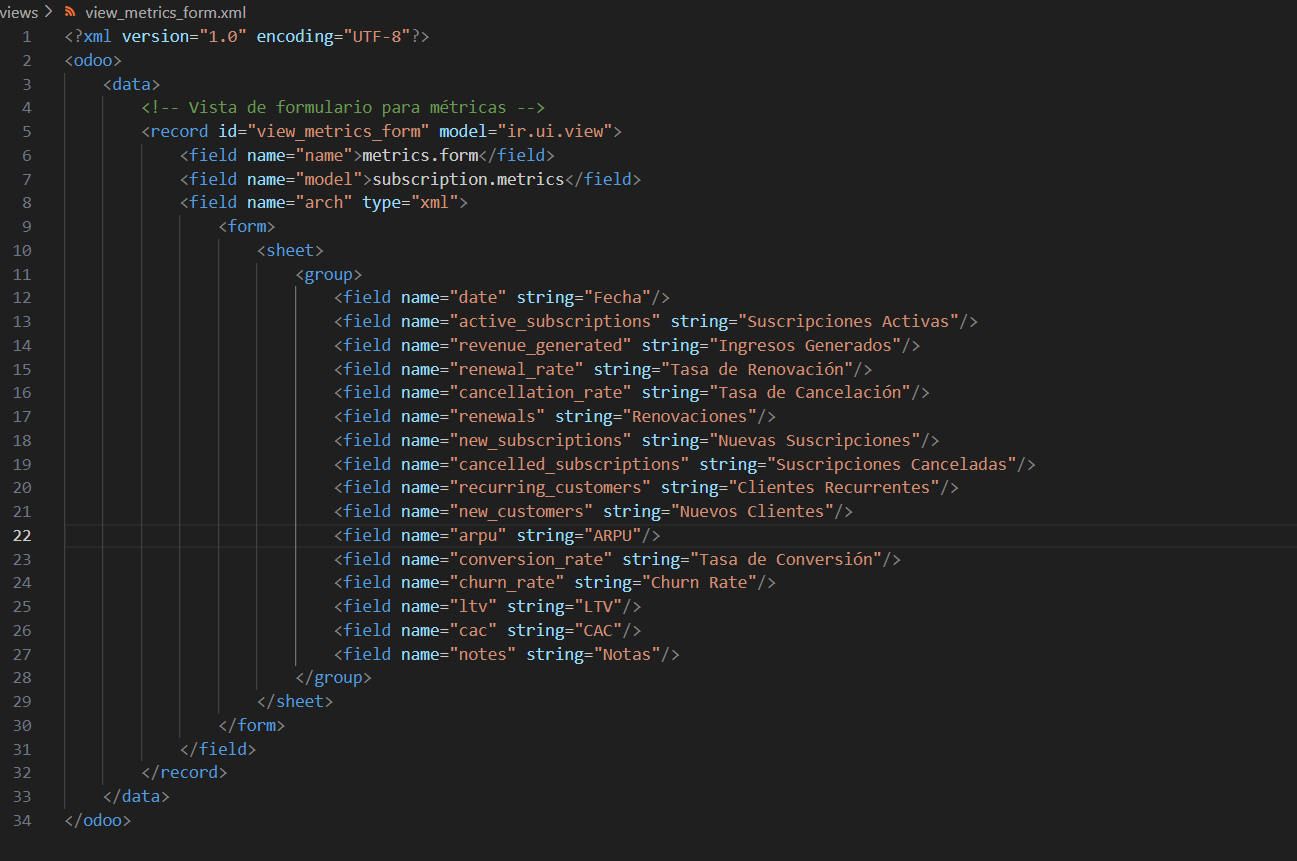 views > view_metrics_form.xml
1 <?xml version="1.0" encoding="UTF-8"?>
2 <odoo>
3 <data>
4 <!-- Vista de formulario para métricas -->
5 <record id="view_metrics_form" model="ir.ui.view">
6 <field name="name">metrics.form</field>
7 <field name="model">subscription.metrics</field>
8 <field name="arch" type="xml">
9 <form>
10 <sheet>
11 <group>
12 <field name="date" string="Fecha"/>
13 <field name="active_subscriptions" string="Suscripciones Activas"/>
14 <field name="revenue_generated" string="Ingresos Generados"/>
15 <field name="renewal_rate" string="Tasa de Renovación"/>
16 <field name="cancellation_rate" string="Tasa de Cancelación"/>
17 <field name="renewals" string="Renovaciones"/>
18 <field name="new_subscriptions" string="Nuevas Suscripciones"/>
19 <field name="cancelled_subscriptions" string="Suscripciones Canceladas"/>
20 <field name="recurring_customers" string="Clientes Recurrentes"/>
21 <field name="new_customers" string="Nuevos Clientes"/>
22 <field name="arpu" string="ARPU"/>
23 <field name="conversion_rate" string="Tasa de Conversión"/>
24 <field name="churn_rate" string="Churn Rate"/>
25 <field name="ltv" string="LTV"/>
26 <field name="cac" string="CAC"/>
27 <field name="notes" string="Notas"/>
28 </group>
29 </sheet>
30 </form>
31 </field>
32 </record>
33 </data>
34 </odoo>